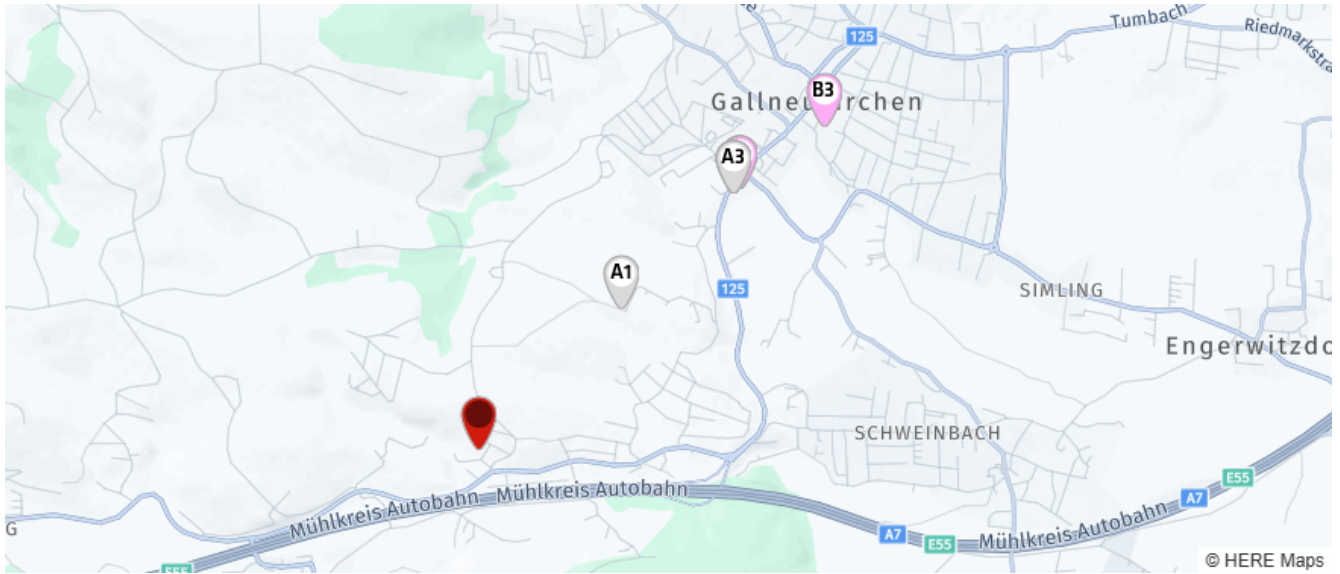 125
Tumbach
Riedmarkstra
B3
Gallneukirchen
A3
A1
125
SIMLING
Engerwitzdo
SCHWEINBACH
Mühlkreis Autobahn
Mühlkreis Autobahn
E55
A7
G
A7
E55
Mühlkreis Autobahn
E55
© HERE Maps